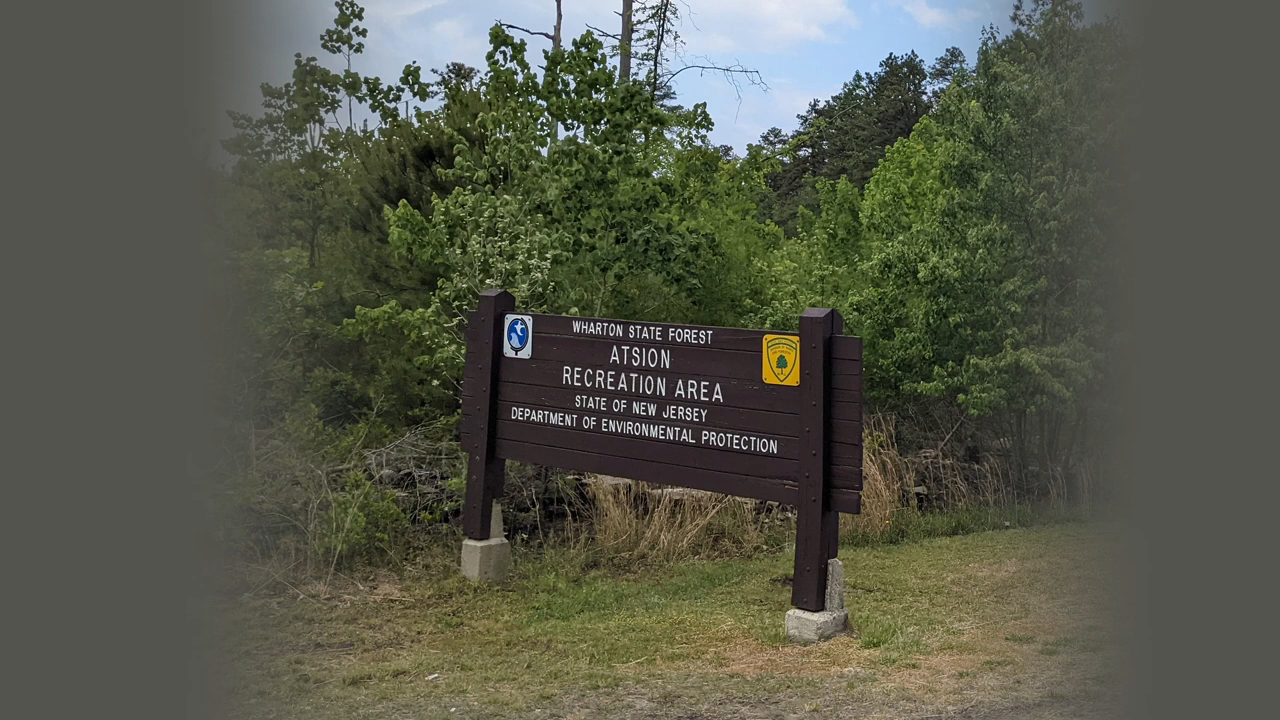 WHARTON STATE FOREST
ATSION
RECREATION AREA
STATE OF NEW JERSEY
DEPARTMENT OF ENVIRONMENTAL PROTECTION